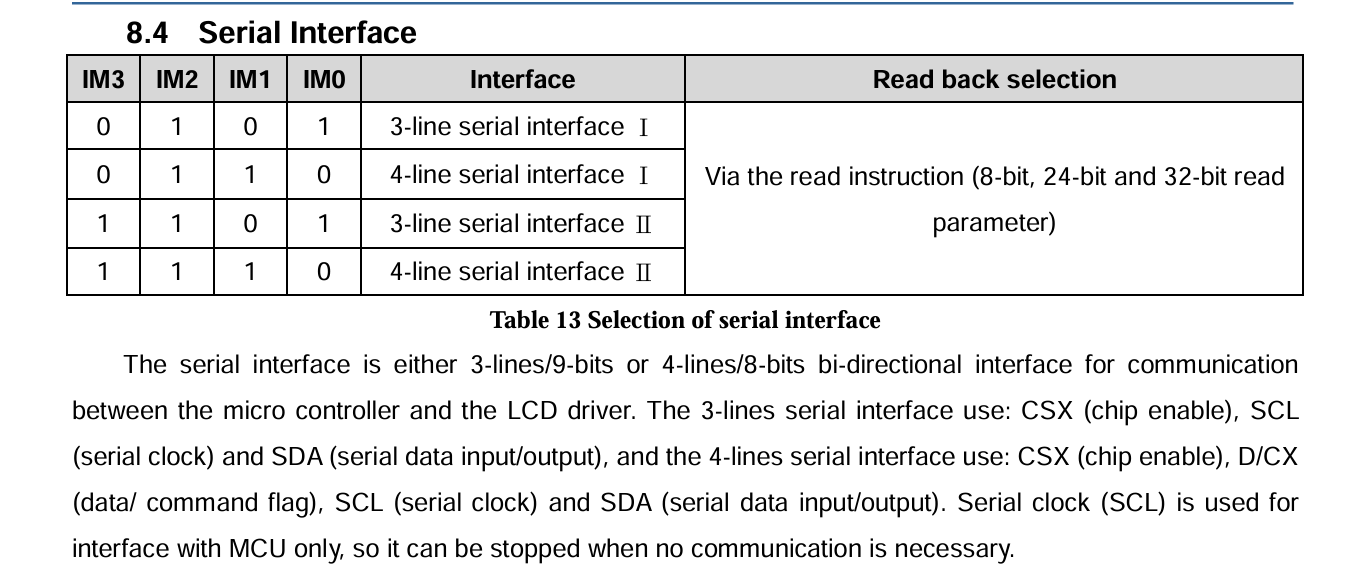 8.4 Serial Interface
IM3 IM2 IM1 IM0 Interface Read back selection
0 1 0 1 3-line serial interface Ⅰ
0 1 1 0 4-line serial interface Ⅰ
Via the read instruction (8-bit, 24-bit and 32-bit read
parameter)
1 1 0 1 3-line serial interface Ⅱ
1 1 1 0 4-line serial interface Ⅱ
Table 13 Selection of serial interface
The serial interface is either 3-lines/9-bits or 4-lines/8-bits bi-directional interface for communication
between the micro controller and the LCD driver. The 3-lines serial interface use: CSX (chip enable), SCL
(serial clock) and SDA (serial data input/output), and the 4-lines serial interface use: CSX (chip enable), D/CX
(data/ command flag), SCL (serial clock) and SDA (serial data input/output). Serial clock (SCL) is used for
interface with MCU only, so it can be stopped when no communication is necessary.